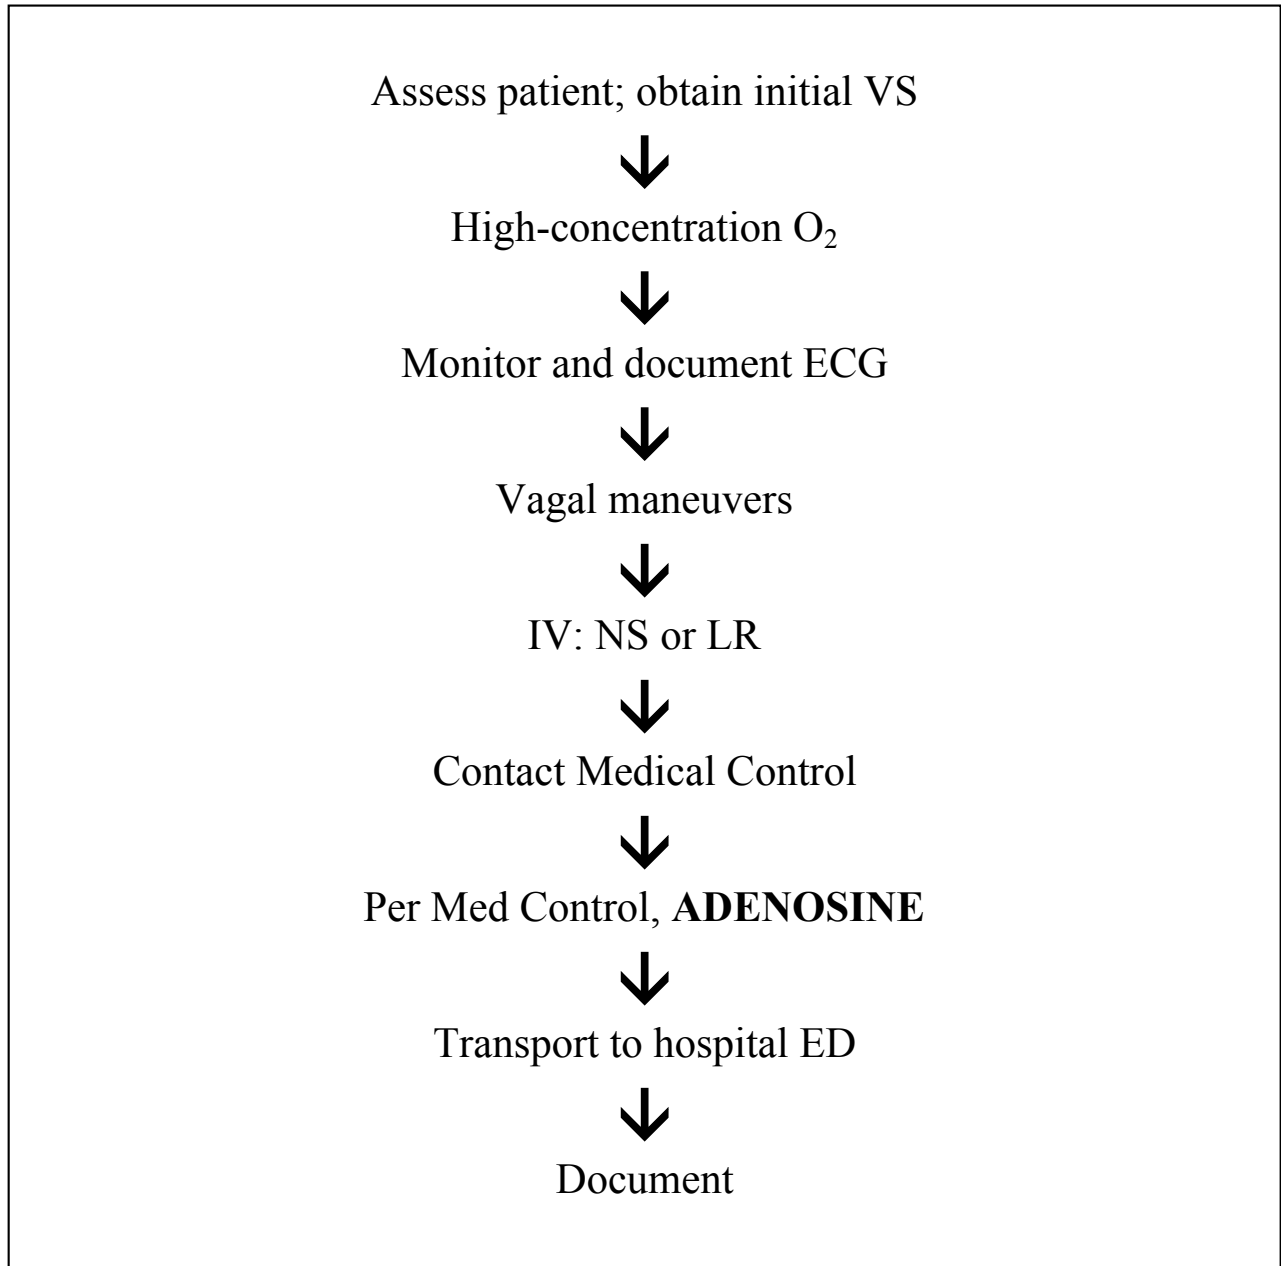 Assess patient; obtain initial VS
High-concentration O₂
Monitor and document ECG
Vagal maneuvers
IV: NS or LR
Contact Medical Control
Per Med Control, ADENOSINE
Transport to hospital ED
Document